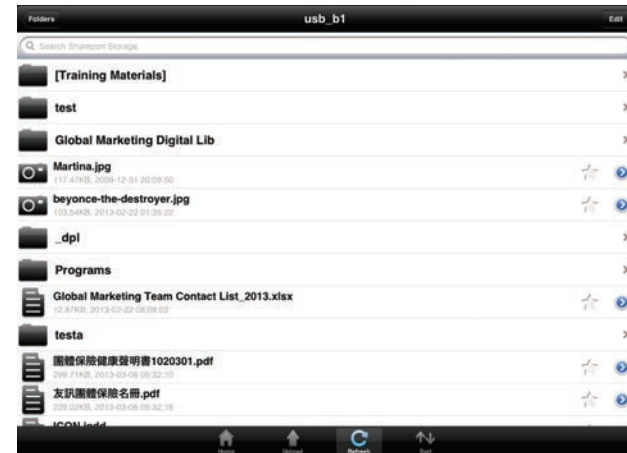 Folders
usb_b1
Edit
Search Shareport Storage
[Training Materials]
test
Global Marketing Digital Lib
Martina.jpg
117.47KB, 2009-12-31 20:09:50
beyonce-the-destroyer.jpg
103.54KB, 2013-02-22 01:35:22
_dpl
Programs
Global Marketing Team Contact List_2013.xlsx
12.87KB, 2013-02-22 08:08:02
testa
團體保險健康聲明書1020301.pdf
299.71KB, 2013-03-06 05:32:10
友訊團體保險名冊.pdf
229.02KB, 2013-03-06 05:32:16
ICON.indd
Home
Upload
Refresh
Sort